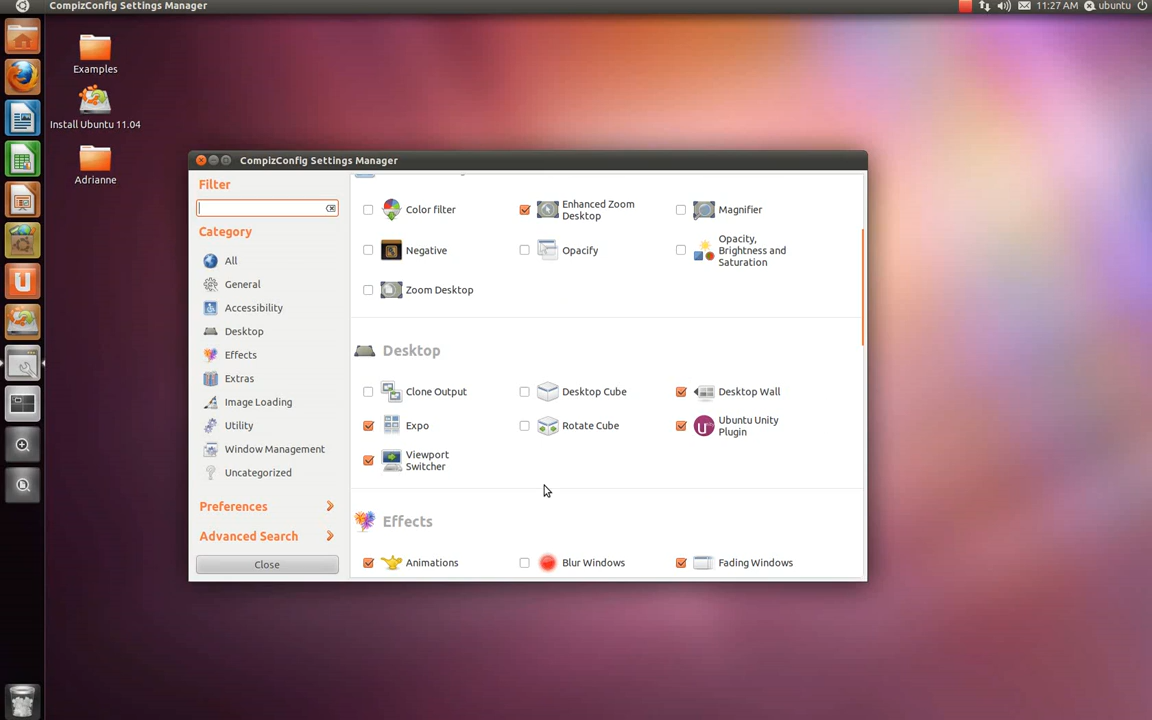 CompizConfig Settings Manager
11:27 AM
ubuntu
Examples
Install Ubuntu 11.04
Adrianne
CompizConfig Settings Manager
Filter
Category
All
General
Accessibility
Desktop
Effects
Extras
Image Loading
Utility
Window Management
Uncategorized
Preferences
Advanced Search
Close
Color filter
Enhanced Zoom
Desktop
Magnifier
Negative
Opacify
Opacity,
Brightness and
Saturation
Zoom Desktop
Desktop
Clone Output
Desktop Cube
Desktop Wall
Expo
Rotate Cube
Ubuntu Unity
Plugin
Viewport
Switcher
Effects
Animations
Blur Windows
Fading Windows